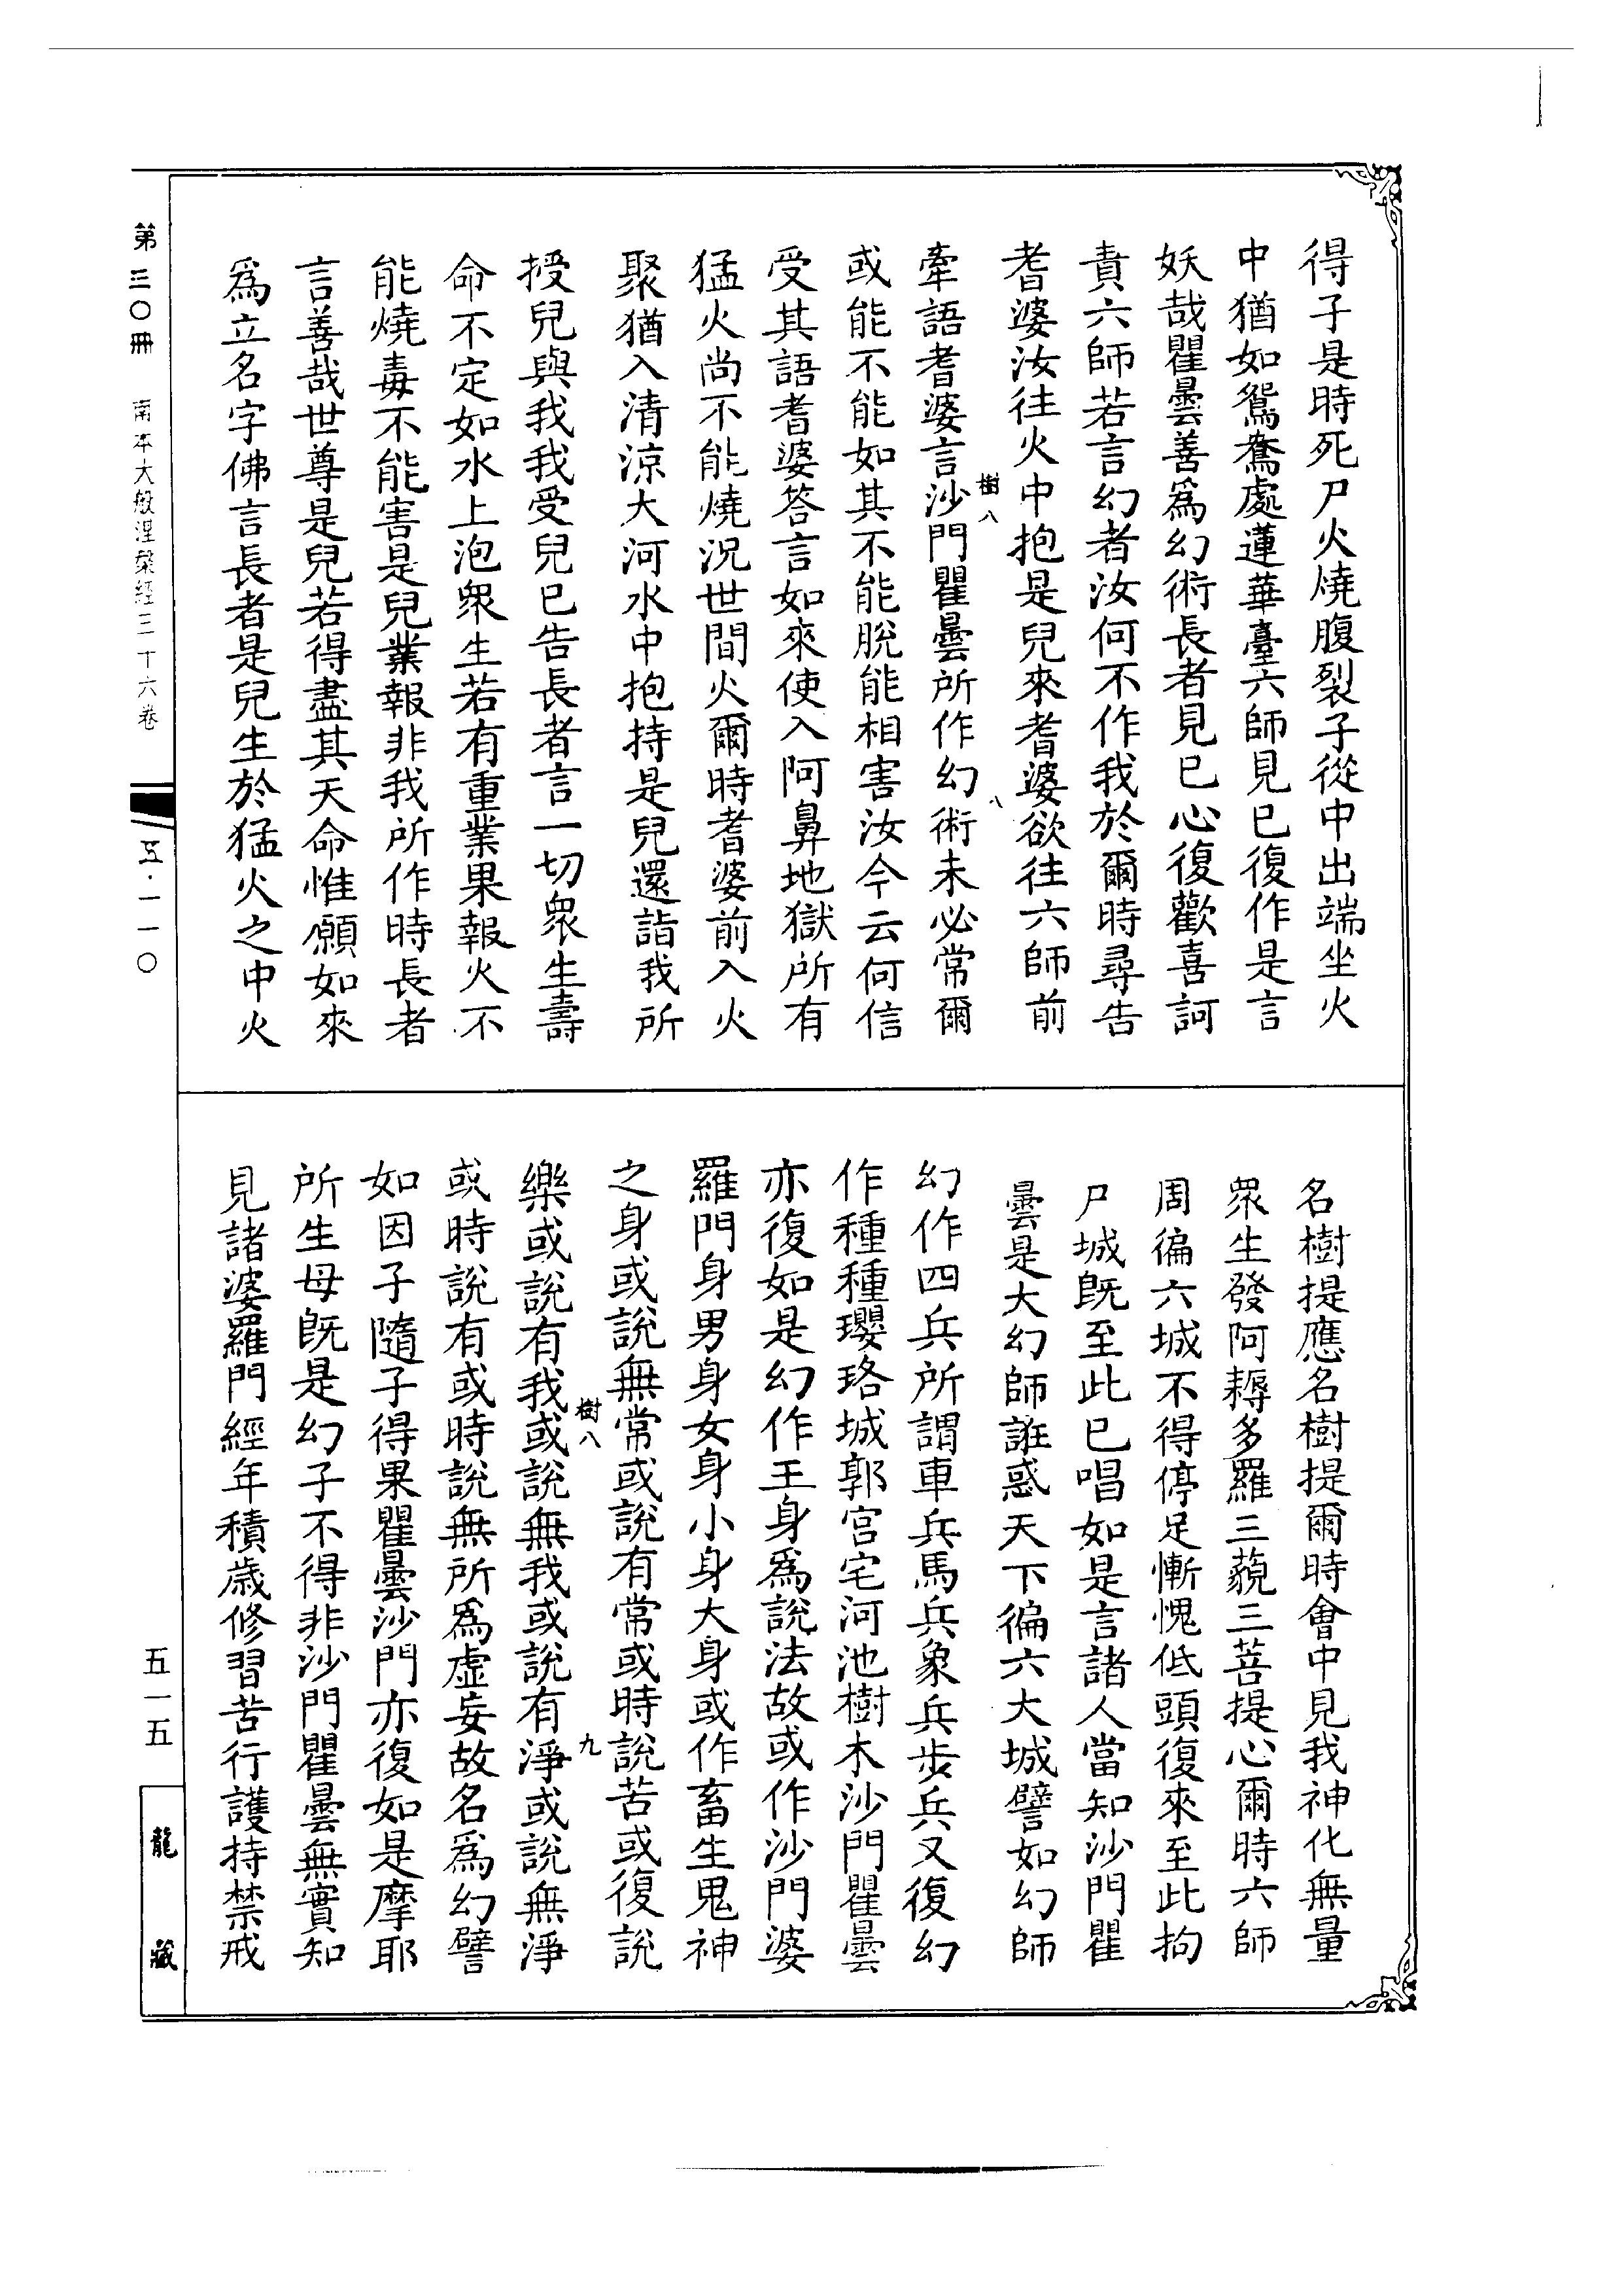 得子是時死尸火燒腹裂子從中出端坐火
中猶如鴛鴦處蓮華臺六師見已復作是言
妖哉瞿曇善爲幻術長者見已心復歡喜訶
責六師若言幻者汝何不作我於爾時尋告
耆婆汝往火中抱是兒來耆婆欲往六師前
樹八
八
牽語耆婆言沙門瞿曇所作幻術未必常爾
或能不能如其不能脫能相害汝今云何信
受其語耆婆答言如來使入阿鼻地獄所有
猛火尚不能燒況世間火爾時耆婆前入火
聚猶入清涼大河水中抱持是兒還詣我所
授兒與我我受兒已告長者言一切眾生壽
命不定如水上泡眾生若有重業果報火不
能燒毒不能害是兒業報非我所作時長者
言善哉世尊是兒若得盡其天命惟願如來
爲立名字佛言長者是兒生於猛火之中火
名樹提應名樹提爾時會中見我神化無量
眾生發阿耨多羅三藐三菩提心爾時六師
周徧六城不得停足慚愧低頭復來至此拘
尸城旣至此已唱如是言諸人當知沙門瞿
曇是大幻師誑惑天下徧六大城譬如幻師
幻作四兵所謂車兵馬兵象兵步兵又復幻
作種種瓔珞城郭宮宅河池樹木沙門瞿曇
亦復如是幻作王身爲說法故或作沙門婆
羅門身男身女身小身大身或作畜生鬼神
之身或說無常或說有常或時說苦或復說
樹八
九
樂或說有我或說無我或說有淨或說無淨
或時說有或時說無所爲虛妄故名爲幻譬
如因子隨子得果瞿曇沙門亦復如是摩耶
所生母旣是幻子不得非沙門瞿曇無實知
見諸婆羅門經年積歲修習苦行護持禁戒
第三〇冊 南本大般涅槃經三十六卷
五·一一〇
五一五
龍藏